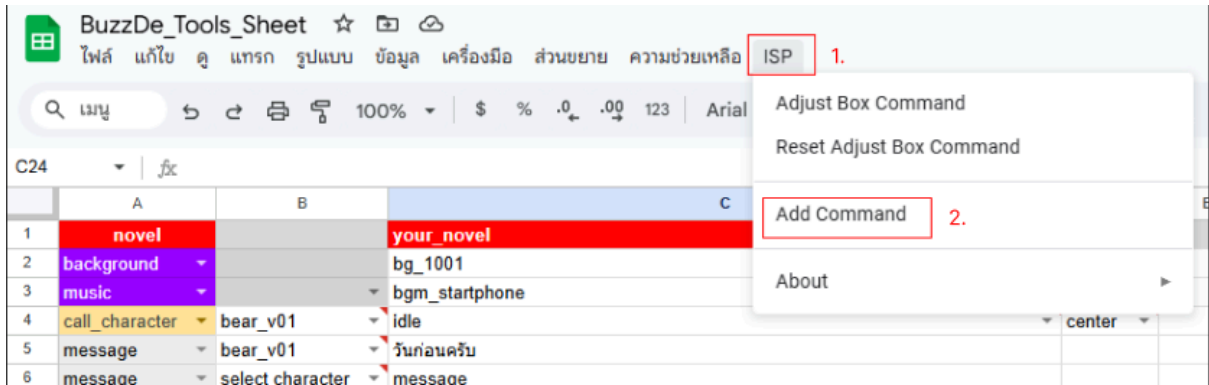 BuzzDe_Tools_Sheet
ไฟล์ แก้ไข ดู แทรก รูปแบบ ข้อมูล เครื่องมือ ส่วนขยาย ความช่วยเหลือ ISP 1.
เมนู 100% $ % .0 .00 123 Arial
Adjust Box Command
Reset Adjust Box Command
Add Command 2.
About
C24 fx
A B C
1 novel your_novel
2 background bg_1001
3 music bgm_startphone
4 call_character bear_v01 idle center
5 message bear_v01 วันก่อนครับ
6 message select character message